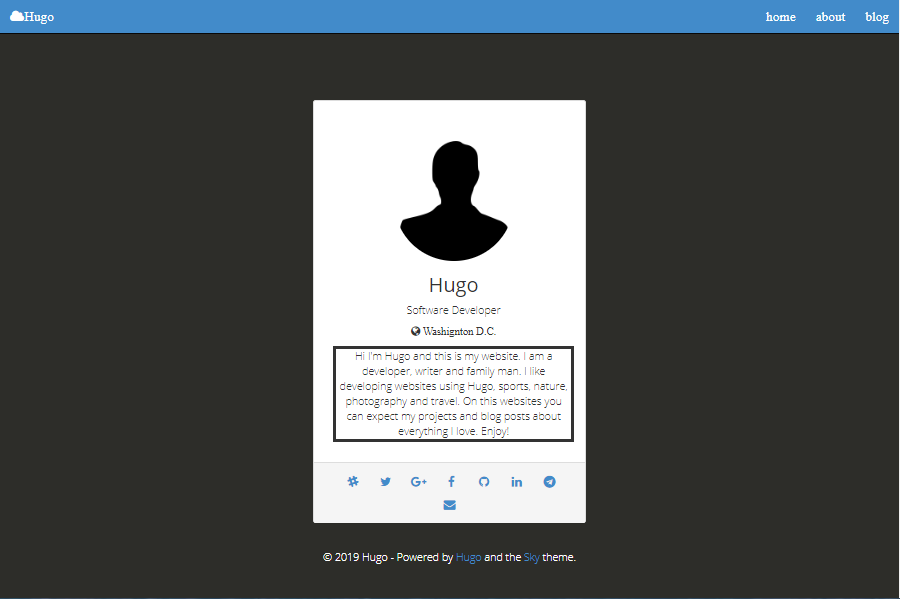 Hugo
home about blog
Hugo
Software Developer
Washignton D.C.
Hi I'm Hugo and this is my website. I am a
developer, writer and family man. I like
developing websites using Hugo, sports, nature,
photography and travel. On this websites you
can expect my projects and blog posts about
everything I love. Enjoy!
© 2019 Hugo - Powered by Hugo and the Sky theme.